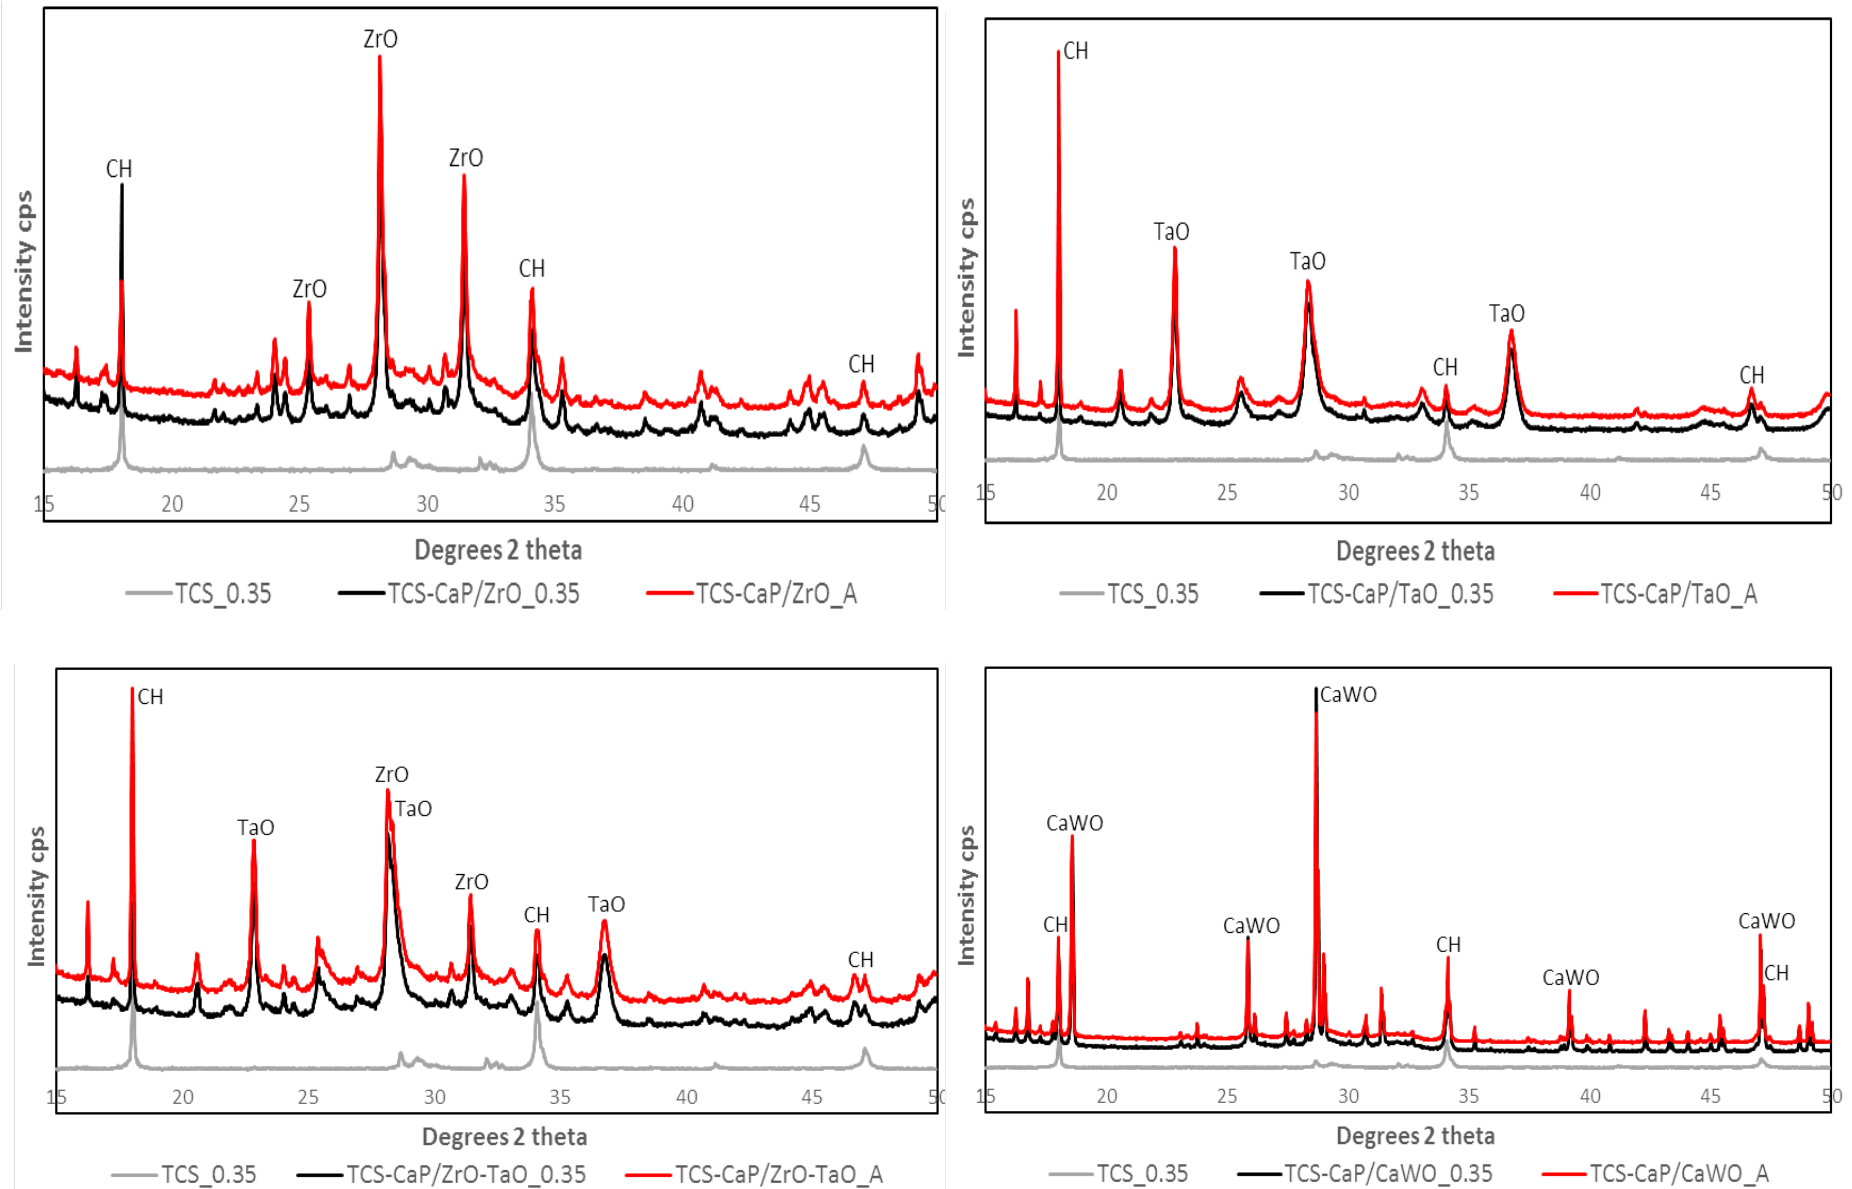 ZrO
CH
ZrO
ZrO
CH
CH
Intensity cps
15 20 25 30 35 40 45 50
Degrees 2 theta
TCS_0.35 TCS-CaP/ZrO_0.35 TCS-CaP/ZrO_A
CH
TaO
TaO
TaO
CH
CH
Intensity cps
15 20 25 30 35 40 45 50
Degrees 2 theta
TCS_0.35 TCS-CaP/TaO_0.35 TCS-CaP/TaO_A
CH
ZrO
TaO
TaO
ZrO
TaO
CH
CH
Intensity cps
15 20 25 30 35 40 45 50
Degrees 2 theta
TCS_0.35 TCS-CaP/ZrO-TaO_0.35 TCS-CaP/ZrO-TaO_A
CaWO
CaWO
CH
CaWO
CaWO
CH
CaWO
CH
Intensity cps
15 20 25 30 35 40 45 50
Degrees 2 theta
TCS_0.35 TCS-CaP/CaWO_0.35 TCS-CaP/CaWO_A